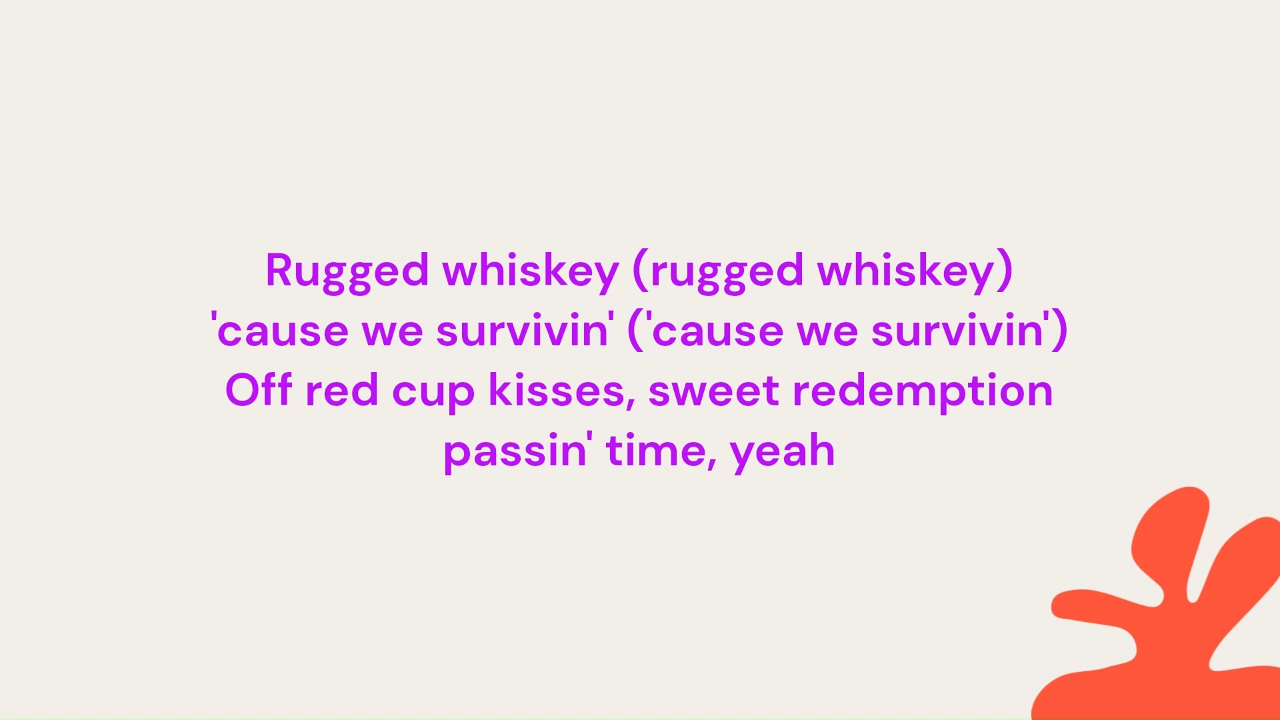 Rugged whiskey (rugged whiskey)
'cause we survivin' ('cause we survivin')
Off red cup kisses, sweet redemption
passin' time, yeah